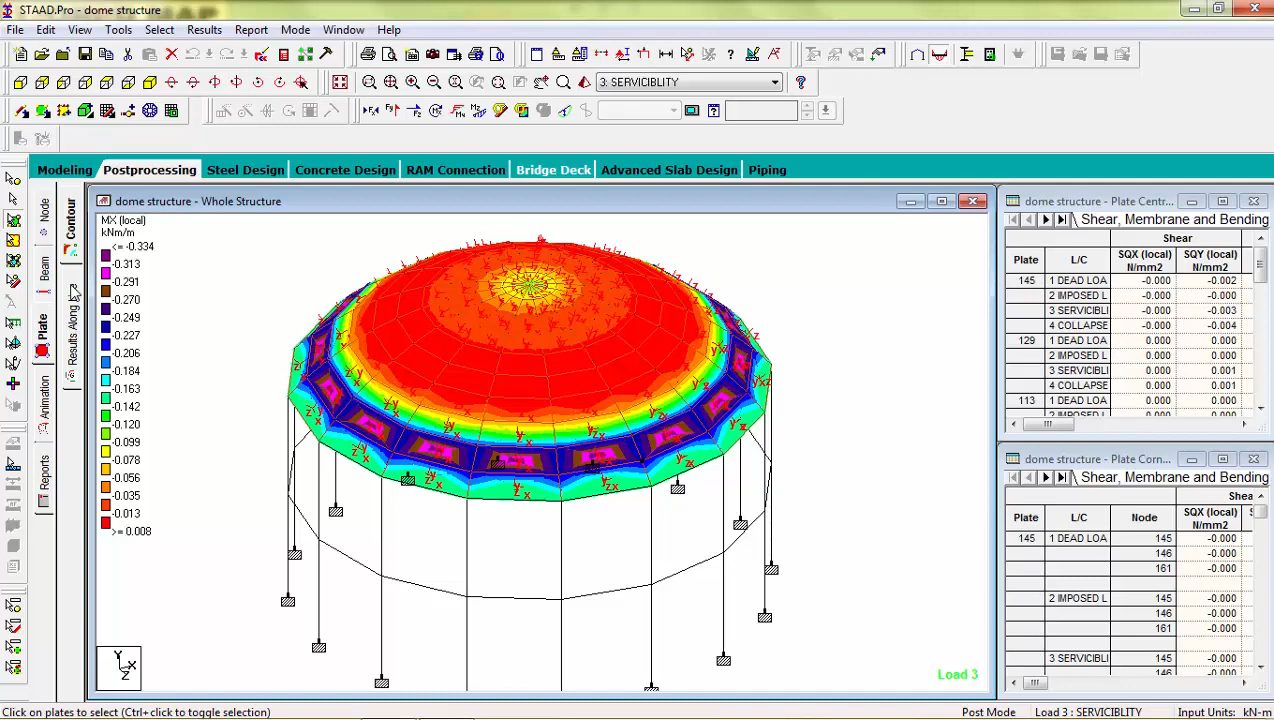 STAAD.Pro - dome structure
File Edit View Tools Select Results Report Mode Window Help
3: SERVICIBLITY
Modeling Postprocessing Steel Design Concrete Design RAM Connection Bridge Deck Advanced Slab Design Piping
Node
Beam
Plate
Animation
Reports
Contour
Results Along
dome structure - Whole Structure
MX (local)
kNm/m
<= -0.334
-0.313
-0.291
-0.270
-0.249
-0.227
-0.206
-0.184
-0.163
-0.142
-0.120
-0.099
-0.078
-0.056
-0.035
-0.013
>= 0.008
Load 3
dome structure - Plate Centr...
Shear, Membrane and Bending
Shear
Plate L/C SQX (local) N/mm2 SQY (local) N/mm2
145 1 DEAD LOA -0.000 -0.002
2 IMPOSED L -0.000 -0.000
3 SERVICIBLI -0.000 -0.003
4 COLLAPSE -0.000 -0.004
129 1 DEAD LOA 0.000 0.000
2 IMPOSED L 0.000 0.000
3 SERVICIBLI 0.000 0.001
4 COLLAPSE 0.000 0.001
113 1 DEAD LOA 0.000 0.000
2 IMPOSED L 0.000 0.000
dome structure - Plate Corn...
Shear, Membrane and Bending
Shea
Plate L/C Node SQX (local) N/mm2 S
145 1 DEAD LOA 145 -0.000
146 -0.000
161 -0.000
2 IMPOSED L 145 -0.000
146 -0.000
161 -0.000
3 SERVICIBLI 145 -0.000
Click on plates to select (Ctrl+click to toggle selection) Post Mode Load 3 : SERVICIBLITY Input Units: kN-m